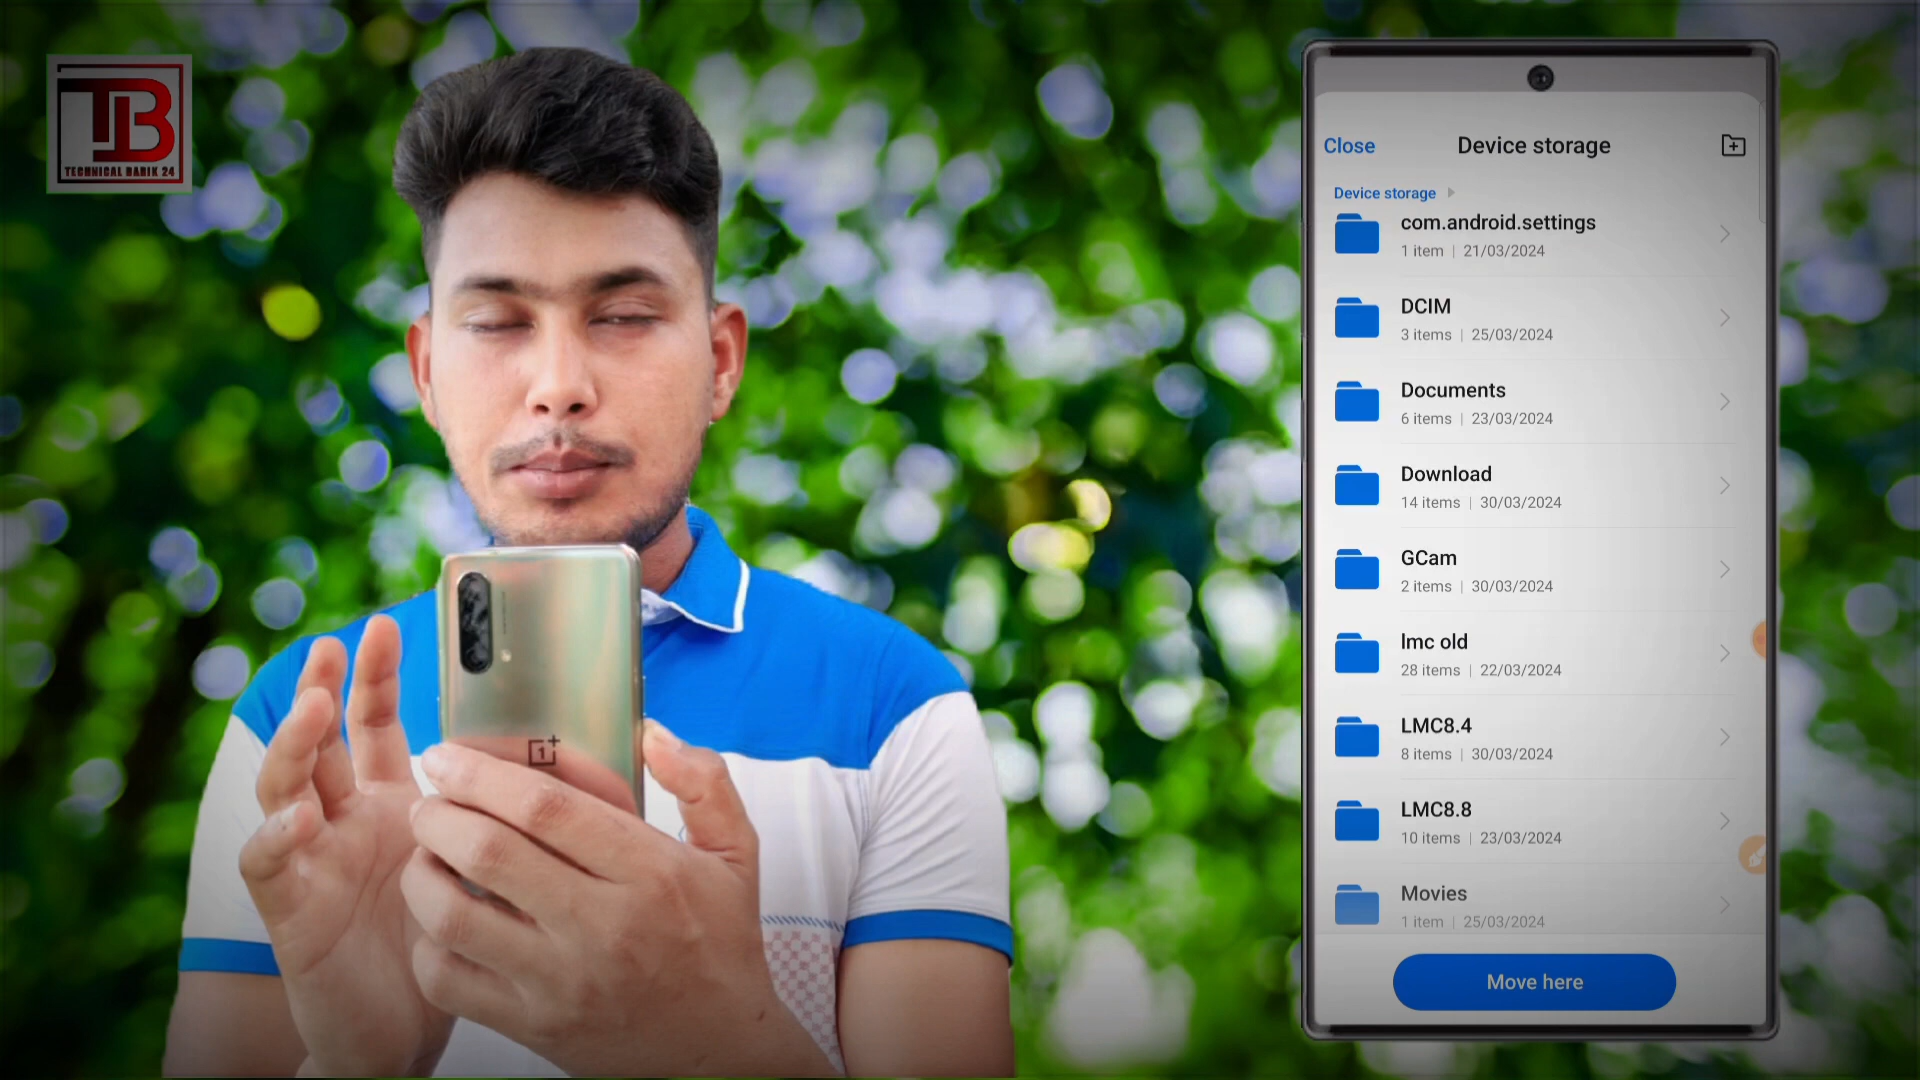 TB
TECHNICAL BARIK 24
Close
Device storage
Device storage
com.android.settings
1 item | 21/03/2024
DCIM
3 items | 25/03/2024
Documents
6 items | 23/03/2024
Download
14 items | 30/03/2024
GCam
2 items | 30/03/2024
lmc old
28 items | 22/03/2024
LMC8.4
8 items | 30/03/2024
LMC8.8
10 items | 23/03/2024
Movies
1 item | 25/03/2024
Move here
1+